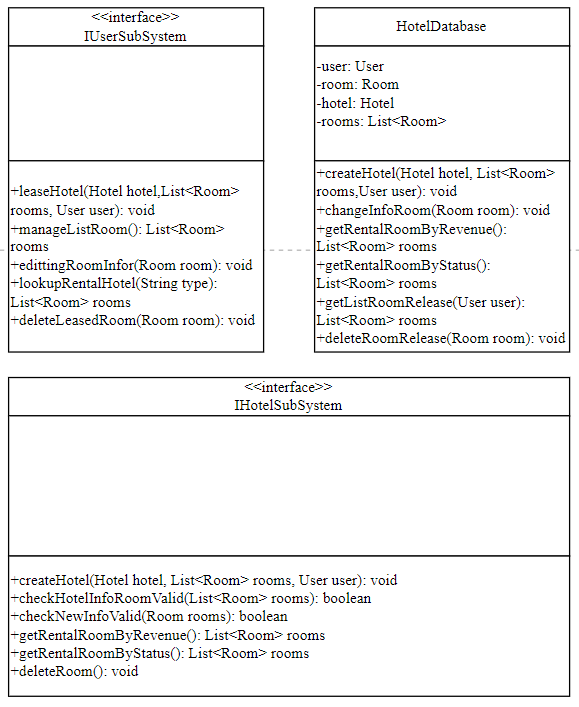 <<interface>>
IUserSubSystem
+leaseHotel(Hotel hotel,List<Room>
rooms, User user): void
+manageListRoom(): List<Room>
rooms
+edittingRoomInfor(Room room): void
+lookupRentalHotel(String type):
List<Room> rooms
+deleteLeasedRoom(Room room): void
HotelDatabase
-user: User
-room: Room
-hotel: Hotel
-rooms: List<Room>
+createHotel(Hotel hotel, List<Room>
rooms,User user): void
+changeInfoRoom(Room room): void
+getRentalRoomByRevenue():
List<Room> rooms
+getRentalRoomByStatus():
List<Room> rooms
+getListRoomRelease(User user):
List<Room> rooms
+deleteRoomRelease(Room room): void
<<interface>>
IHotelSubSystem
+createHotel(Hotel hotel, List<Room> rooms, User user): void
+checkHotelInfoRoomValid(List<Room> rooms): boolean
+checkNewInfoValid(Room rooms): boolean
+getRentalRoomByRevenue(): List<Room> rooms
+getRentalRoomByStatus(): List<Room> rooms
+deleteRoom(): void